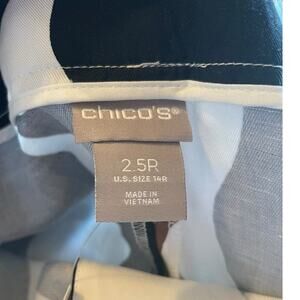 chico's®
2.5R
U.S. SIZE 14R
MADE IN
VIETNAM